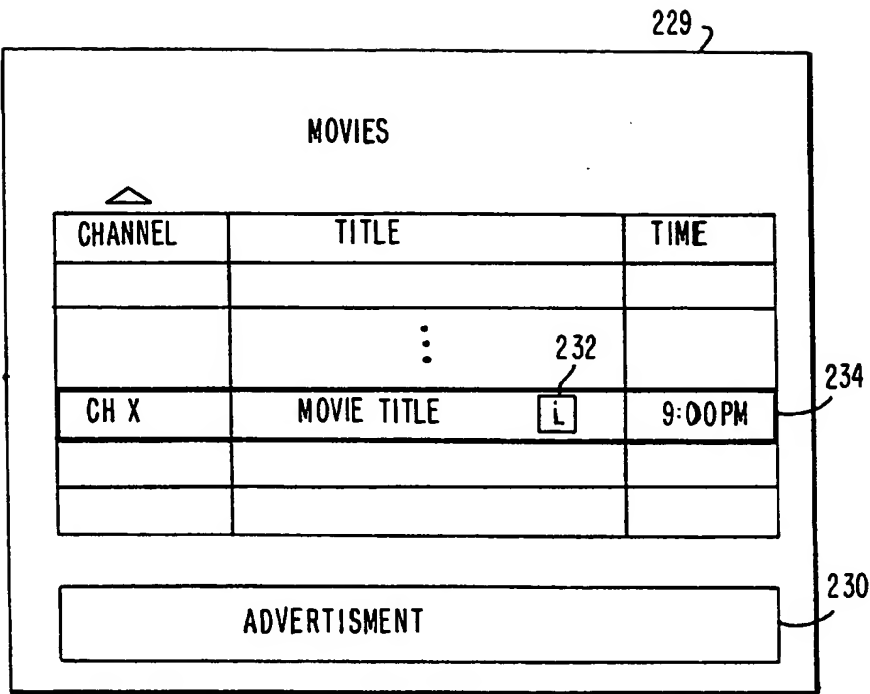 229
MOVIES
CHANNEL TITLE TIME
232
234
CH X MOVIE TITLE i 9:00PM
230
ADVERTISMENT